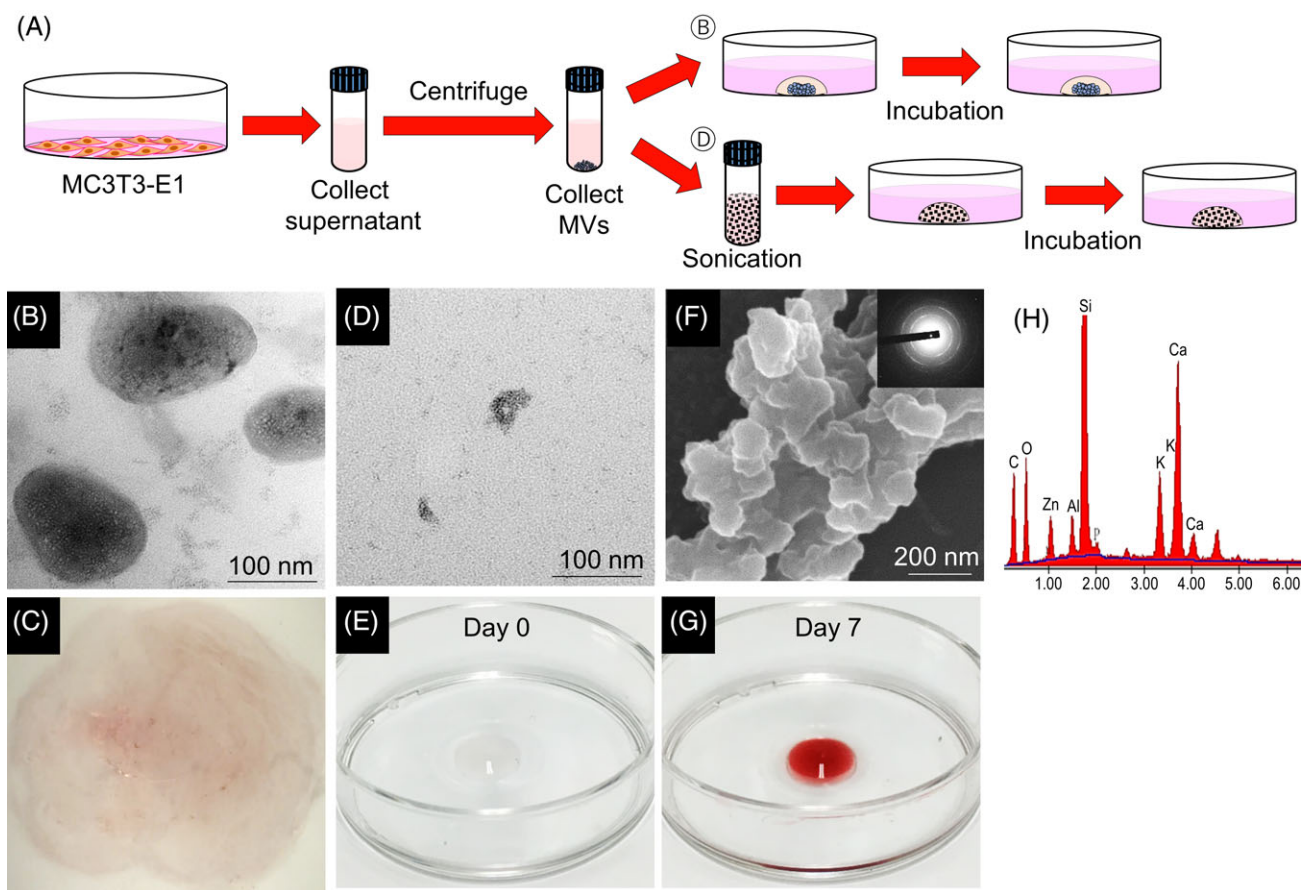 (A)
Ⓑ
Centrifuge
Incubation
MC3T3-E1
Collect
supernatant
Collect
MVs
Ⓓ
Sonication
Incubation
(B)
100 nm
(D)
100 nm
(F)
200 nm
(H)
Si
Ca
C
O
K
K
Zn
Al
P
Ca
1.00 2.00 3.00 4.00 5.00 6.00
(C)
(E)
Day 0
(G)
Day 7